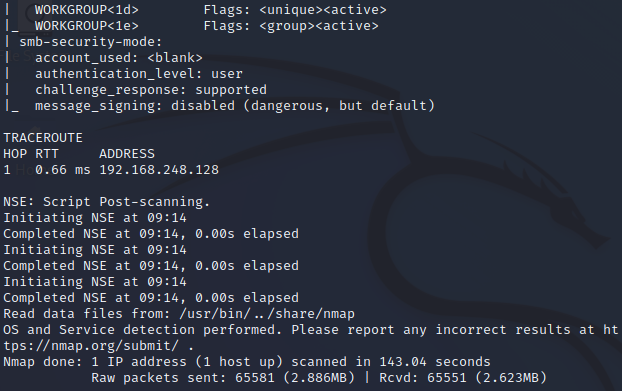 |   WORKGROUP<1d>        Flags: <unique><active>
|_  WORKGROUP<1e>        Flags: <group><active>
| smb-security-mode:
|   account_used: <blank>
|   authentication_level: user
|   challenge_response: supported
|_  message_signing: disabled (dangerous, but default)

TRACEROUTE
HOP RTT     ADDRESS
1   0.66 ms 192.168.248.128

NSE: Script Post-scanning.
Initiating NSE at 09:14
Completed NSE at 09:14, 0.00s elapsed
Initiating NSE at 09:14
Completed NSE at 09:14, 0.00s elapsed
Initiating NSE at 09:14
Completed NSE at 09:14, 0.00s elapsed
Read data files from: /usr/bin/../share/nmap
OS and Service detection performed. Please report any incorrect results at ht
tps://nmap.org/submit/ .
Nmap done: 1 IP address (1 host up) scanned in 143.04 seconds
           Raw packets sent: 65581 (2.886MB) | Rcvd: 65551 (2.623MB)